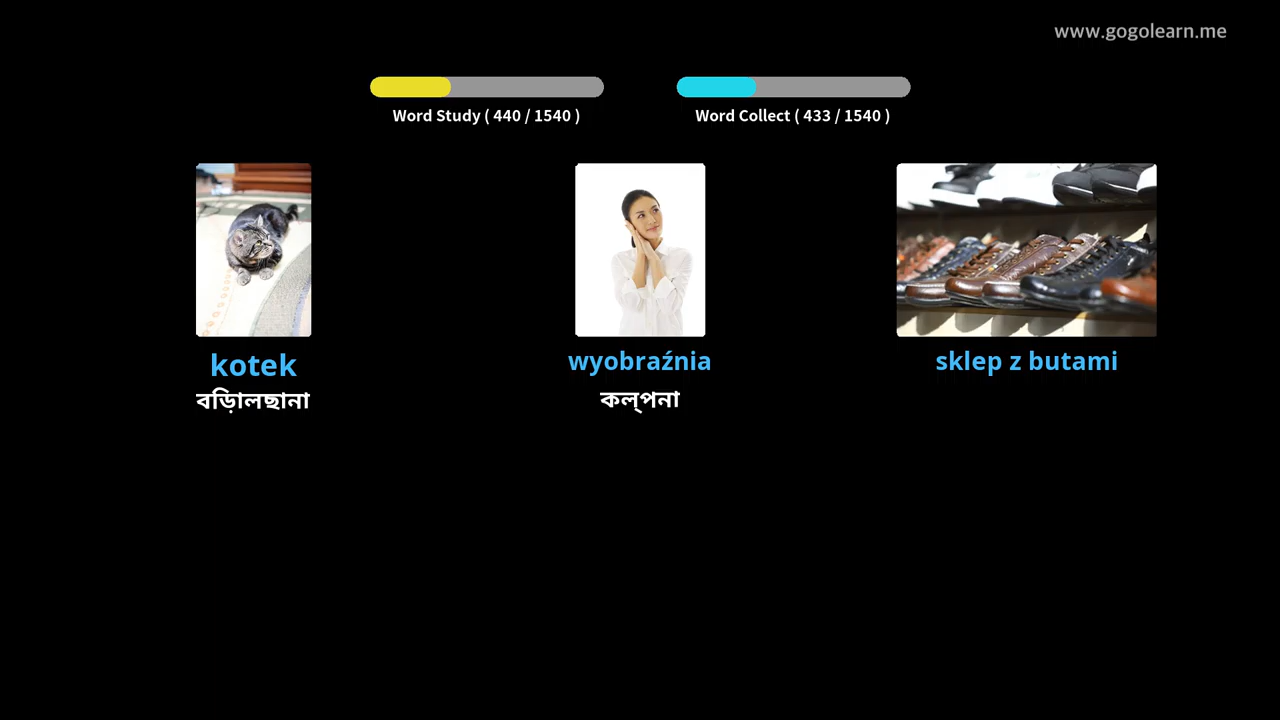 www.gogolearn.me
Word Study ( 440 / 1540 )
Word Collect ( 433 / 1540 )
kotek
wyobraźnia
sklep z butami
বিড়ালছানা
কল্পনা